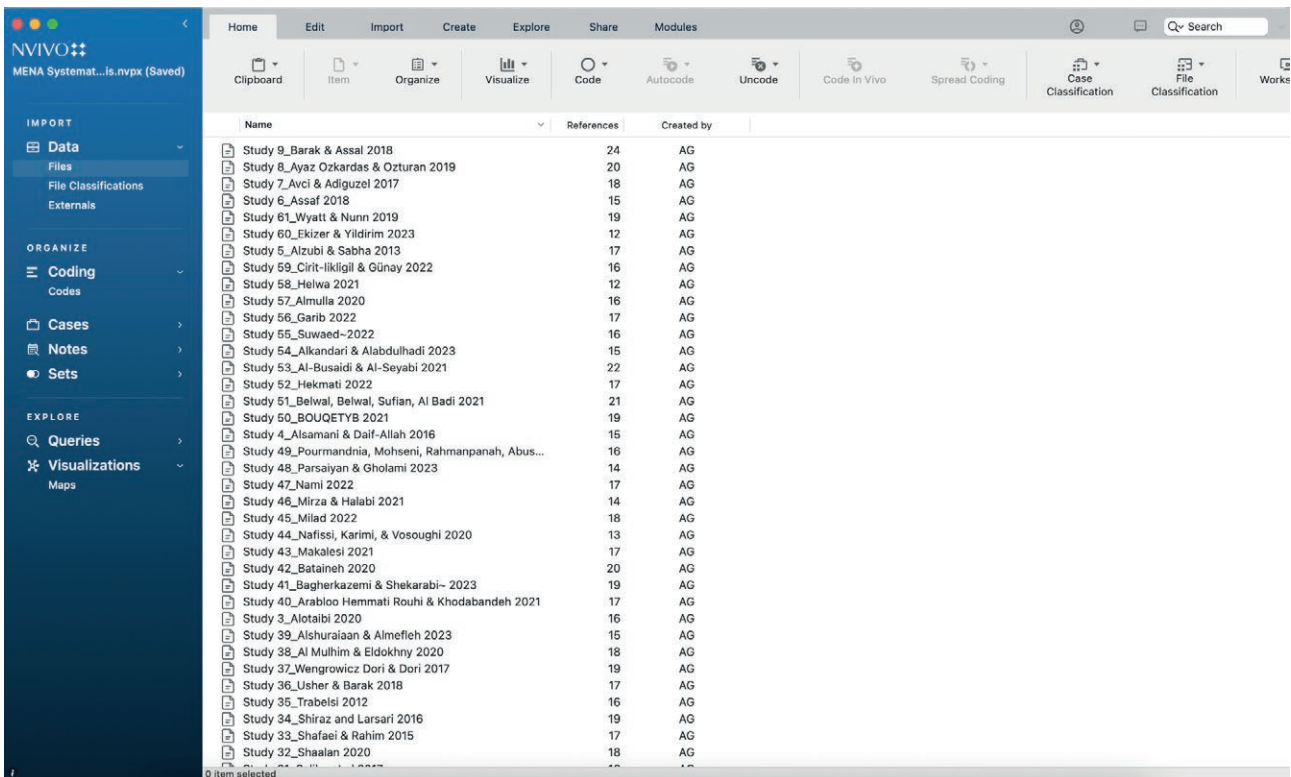 NVIVO
MENA Systemat...is.nvpx (Saved)
IMPORT
Data
Files
File Classifications
Externals
ORGANIZE
Coding
Codes
Cases
Notes
Sets
EXPLORE
Queries
Visualizations
Maps
Home Edit Import Create Explore Share Modules Search
Clipboard Item Organize Visualize Code Autocode Uncode Code In Vivo Spread Coding Case Classification File Classification Works
Name References Created by
Study 9_Barak & Assal 2018 24 AG
Study 8_Ayaz Ozkardas & Ozturan 2019 20 AG
Study 7_Avci & Adiguzel 2017 18 AG
Study 6_Assaf 2018 15 AG
Study 61_Wyatt & Nunn 2019 19 AG
Study 60_Ekizer & Yildirim 2023 12 AG
Study 5_Alzubi & Sabha 2013 17 AG
Study 59_Cirit-Iikligil & Günay 2022 16 AG
Study 58_Helwa 2021 12 AG
Study 57_Almulla 2020 16 AG
Study 56_Garib 2022 17 AG
Study 55_Suwaed~2022 16 AG
Study 54_Alkandari & Alabdulhadi 2023 15 AG
Study 53_Al-Busaidi & Al-Seyabi 2021 22 AG
Study 52_Hekmati 2022 17 AG
Study 51_Belwal, Belwal, Sufian, Al Badi 2021 21 AG
Study 50_BOUQETYB 2021 19 AG
Study 4_Alsamani & Daif-Allah 2016 15 AG
Study 49_Pourmandnia, Mohseni, Rahmanpanah, Abus... 16 AG
Study 48_Parsaiyan & Gholami 2023 14 AG
Study 47_Nami 2022 17 AG
Study 46_Mirza & Halabi 2021 14 AG
Study 45_Milad 2022 18 AG
Study 44_Nafissi, Karimi, & Vosoughi 2020 13 AG
Study 43_Makalesi 2021 17 AG
Study 42_Bataineh 2020 20 AG
Study 41_Bagherkazemi & Shekarabi~ 2023 19 AG
Study 40_Arabloo Hemmati Rouhi & Khodabandeh 2021 17 AG
Study 3_Alotaibi 2020 16 AG
Study 39_Alshuraiaan & Almefleh 2023 15 AG
Study 38_Al Mulhim & Eldokhny 2020 18 AG
Study 37_Wengrowicz Dori & Dori 2017 19 AG
Study 36_Usher & Barak 2018 17 AG
Study 35_Trabelsi 2012 16 AG
Study 34_Shiraz and Larsari 2016 19 AG
Study 33_Shafaei & Rahim 2015 17 AG
Study 32_Shaalan 2020 18 AG
0 item selected